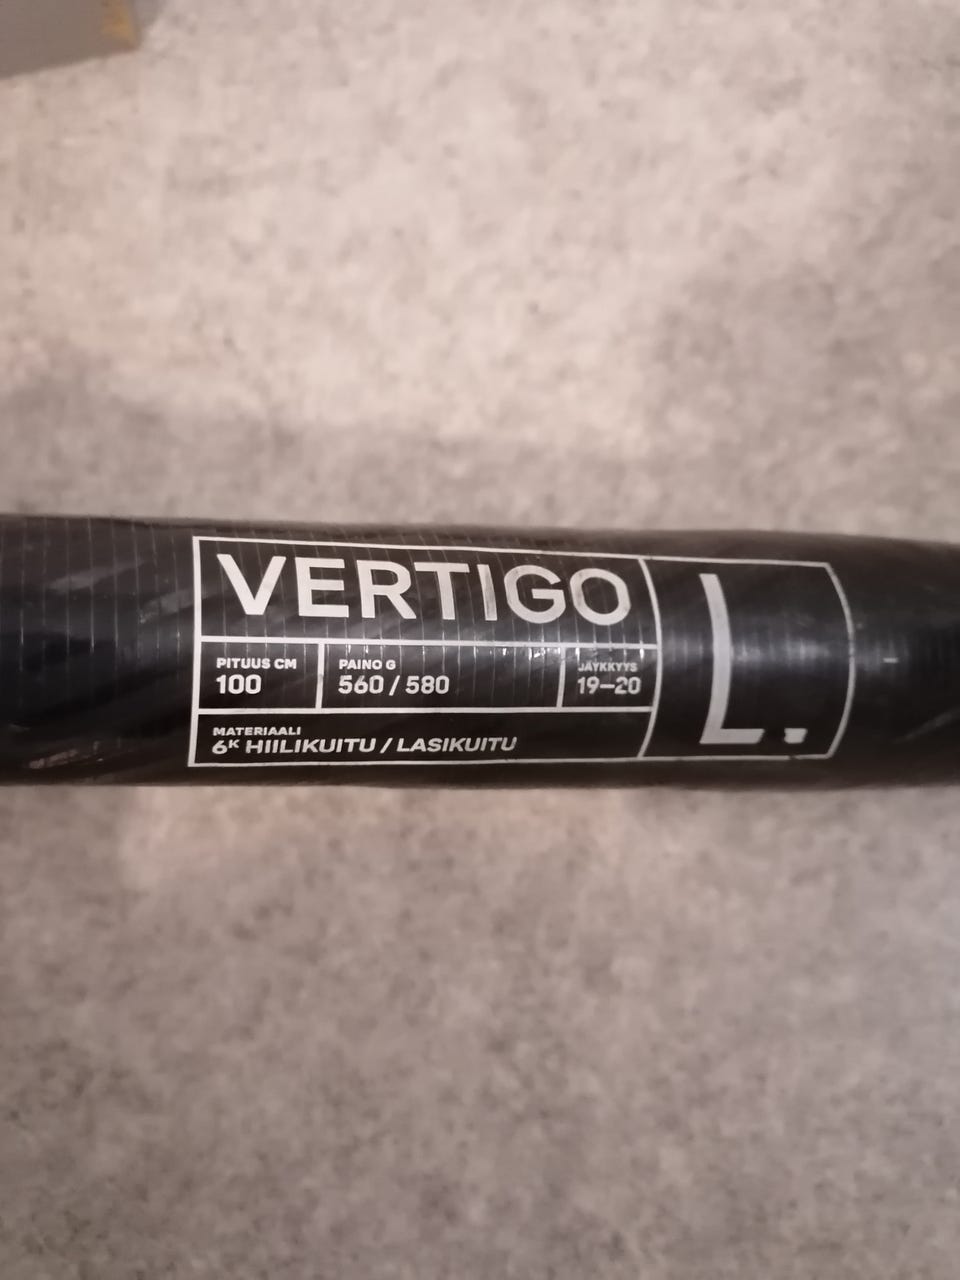 VERTIGO
L.
PITUUS CM
100
PAINO G
560 / 580
JÄYKKYYS
19–20
MATERIAALI
6K HIILIKUITU / LASIKUITU